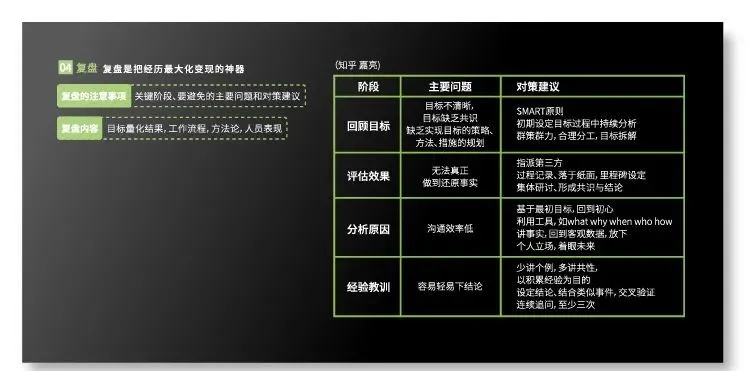 04 复盘 复盘是把经历最大化变现的神器
复盘的注意事项 关键阶段、要避免的主要问题和对策建议
复盘内容 目标量化结果, 工作流程, 方法论, 人员表现
(知乎 嘉亮)
阶段 主要问题 对策建议
回顾目标
目标不清晰,
目标缺乏共识
缺乏实现目标的策略、
方法、措施的规划
SMART原则
初期设定目标过程中持续分析
群策群力, 合理分工, 目标拆解
评估效果
无法真正
做到还原事实
指派第三方
过程记录、落于纸面, 里程碑设定
集体研讨、形成共识与结论
分析原因
沟通效率低
基于最初目标, 回到初心
利用工具, 如what why when who how
讲事实, 回到客观数据, 放下
个人立场, 着眼未来
经验教训
容易轻易下结论
少讲个例, 多讲共性,
以积累经验为目的
设定结论、结合类似事件, 交叉验证
连续追问, 至少三次